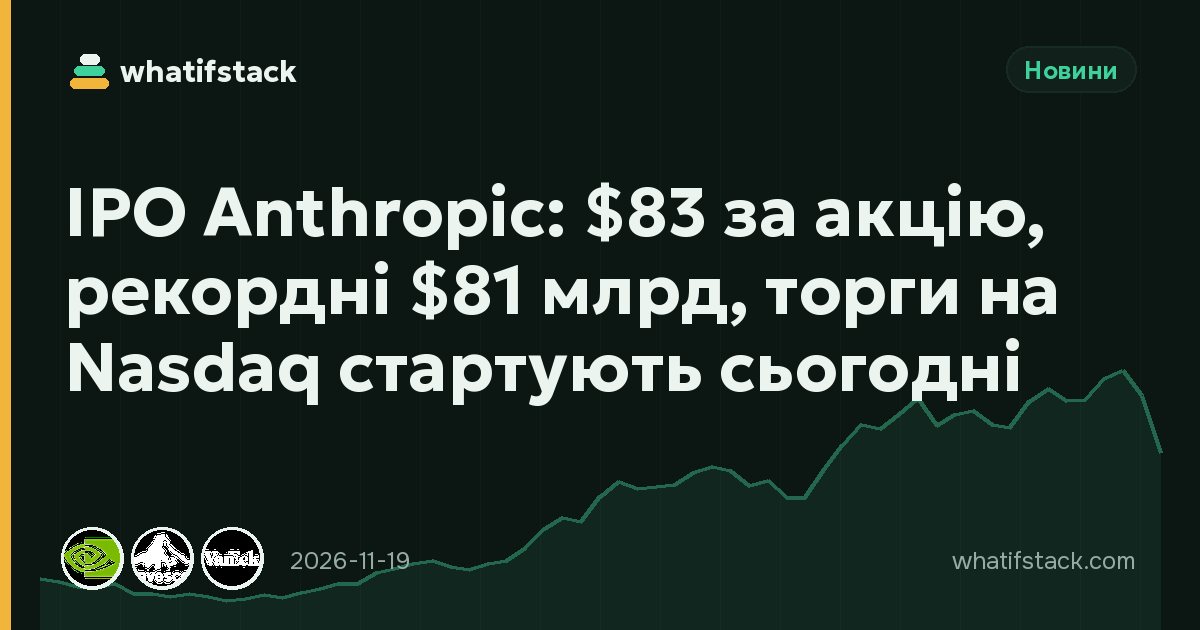 whatifstack
Новини
IPO Anthropic: $83 за акцію,
рекордні $81 млрд, торги на
Nasdaq стартують сьогодні
VanEck
2026-11-19
whatifstack.com